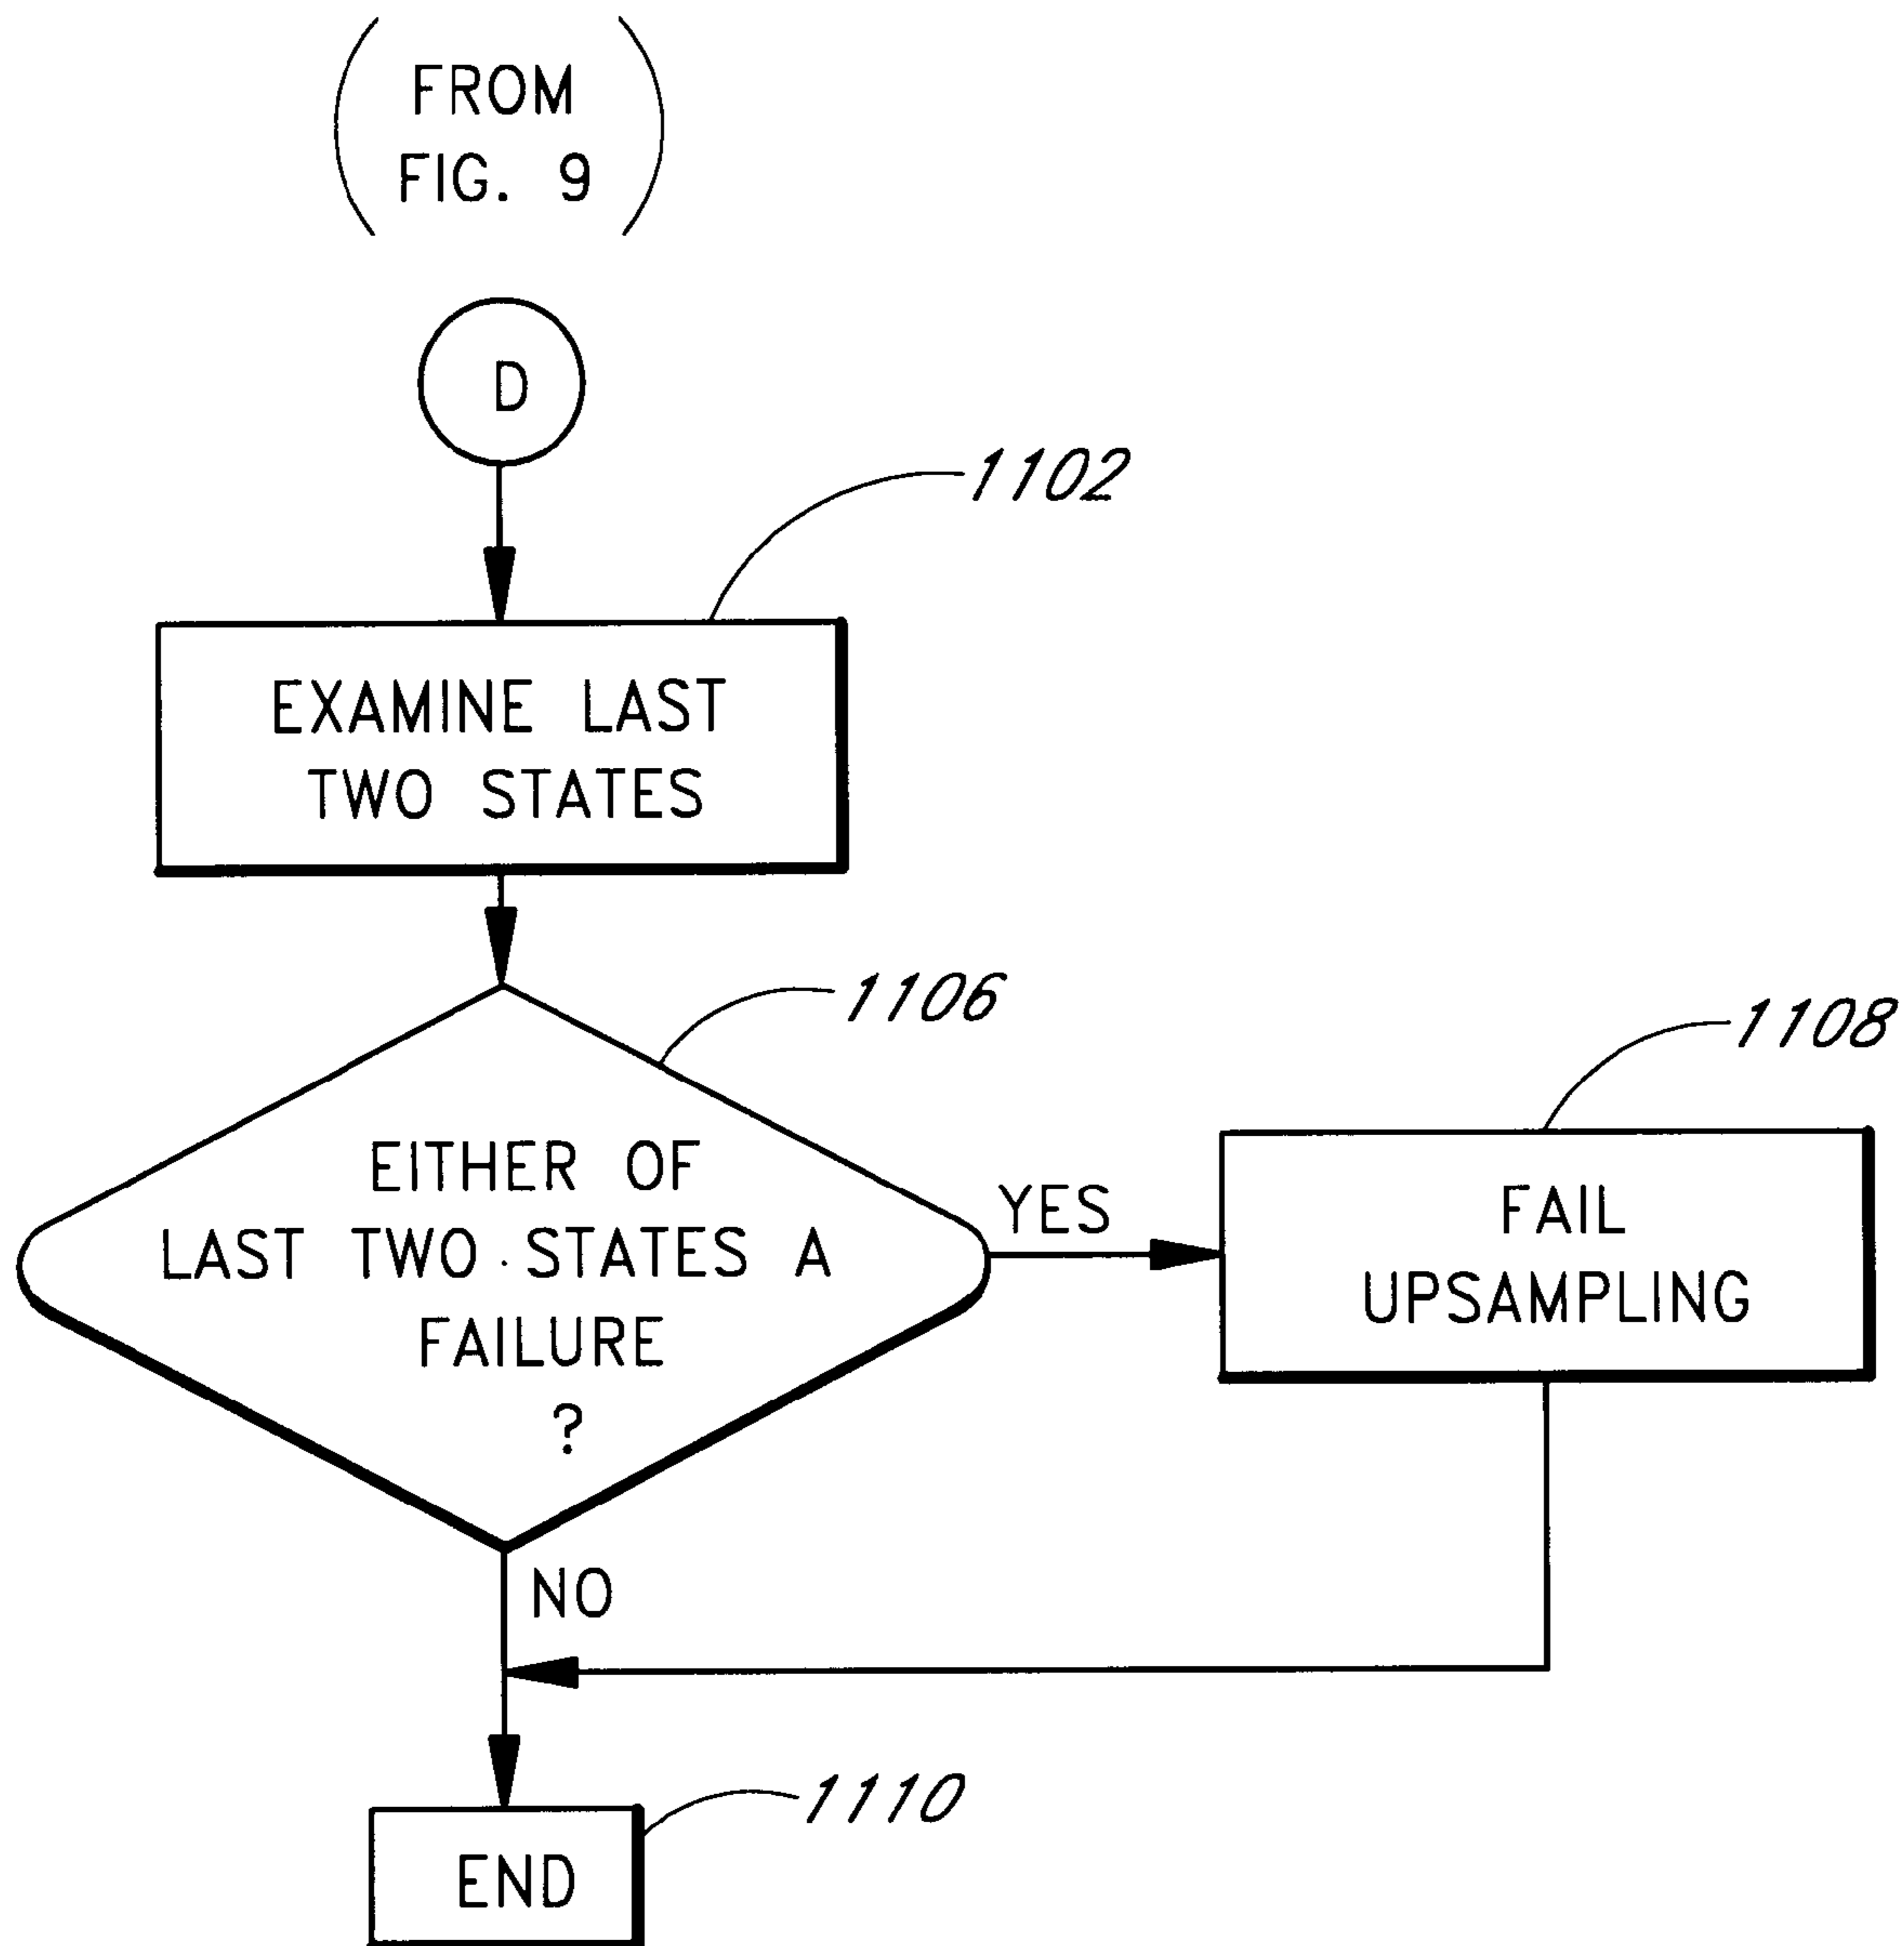 FROM
FIG. 9
D
1102
EXAMINE LAST
TWO STATES
1106
EITHER OF
LAST TWO STATES A
FAILURE
?
YES
1108
FAIL
UPSAMPLING
NO
1110
END